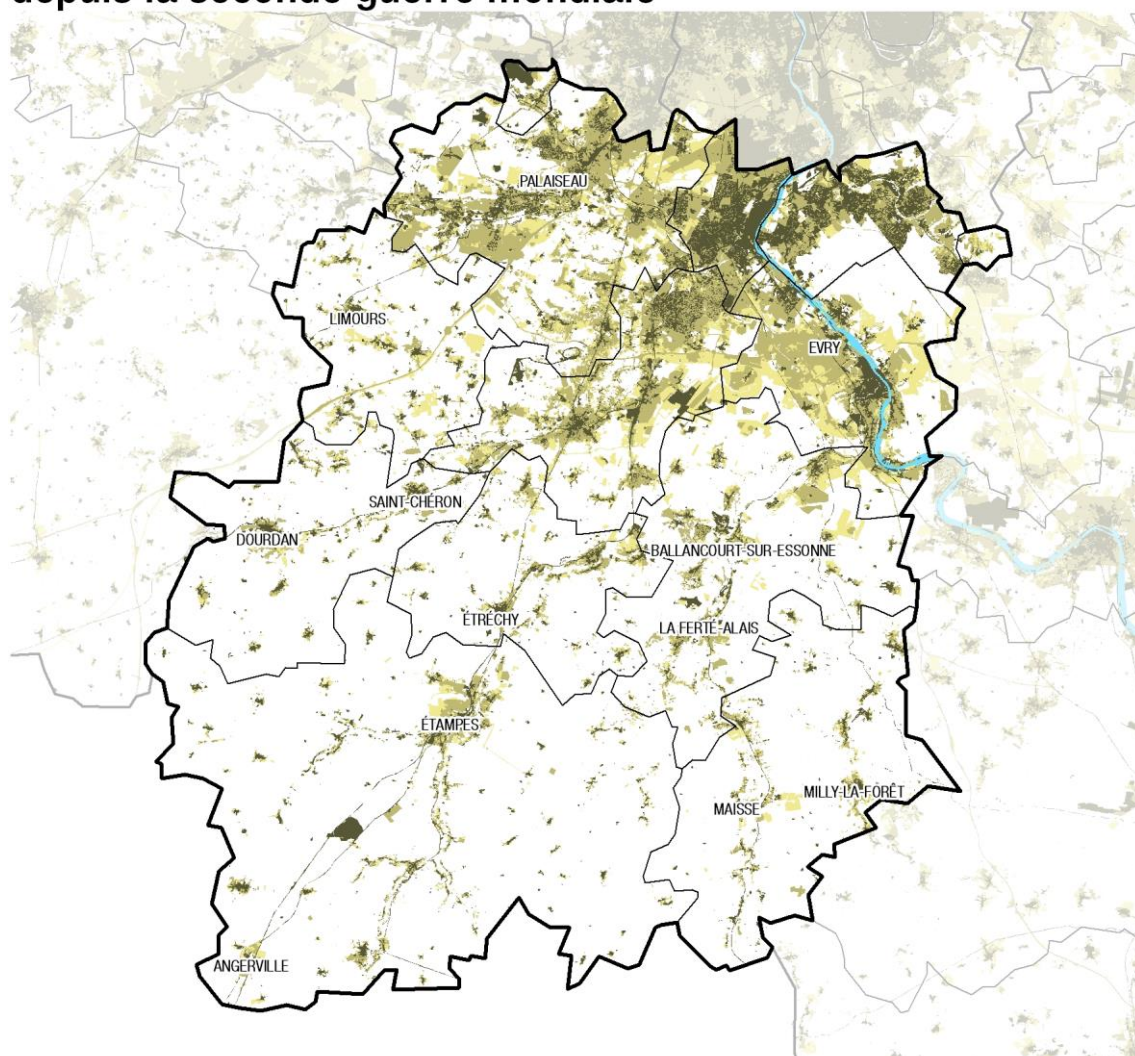 depuis la seconde guerre mondiale
PALAISEAU
LIMOURS
EVRY
SAINT-CHÉRON
DOURDAN
BALLANCOURT-SUR-ESSONNE
ÉTRÉCHY
LA FERTÉ-ALAIS
ÉTAMPES
MILLY-LA-FORÊT
MAISSE
ANGERVILLE